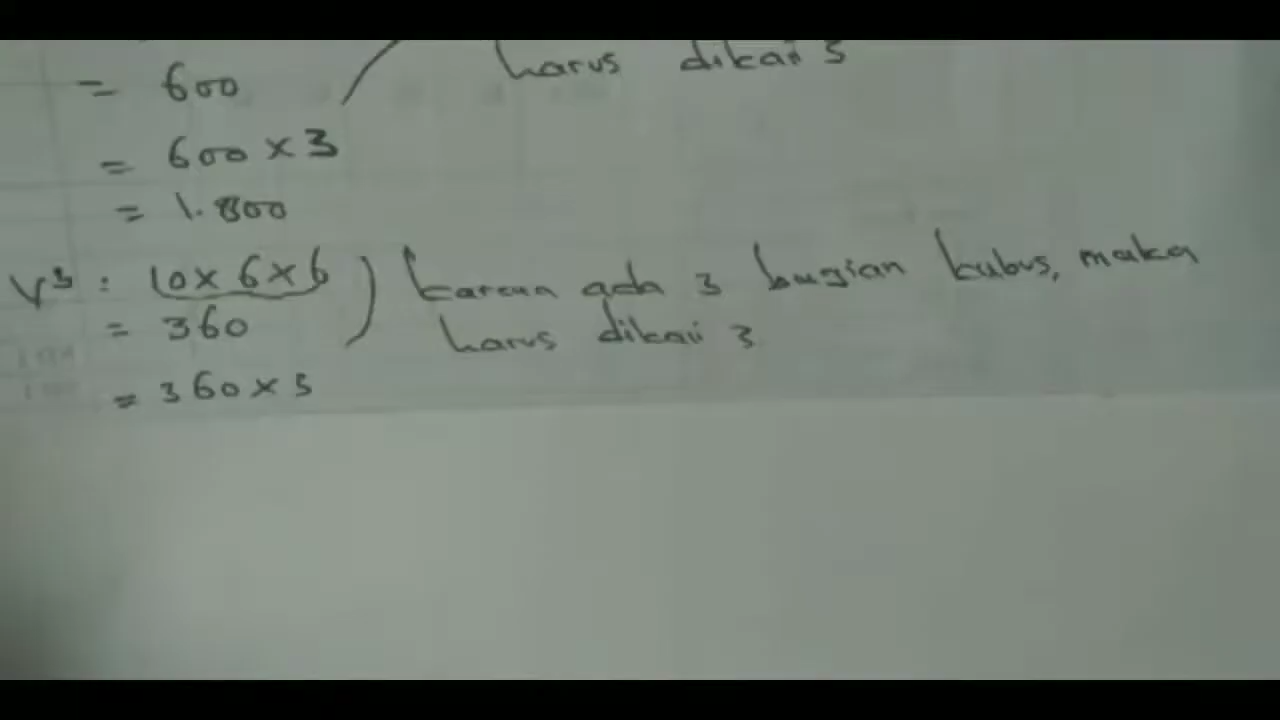 harus dikali 3
= 600
= 600 x 3
= 1.800
V³ : 10 x 6 x 6 ) karena ada 3 bagian kubus, maka
= 360 harus dikali 3
= 360 x 3